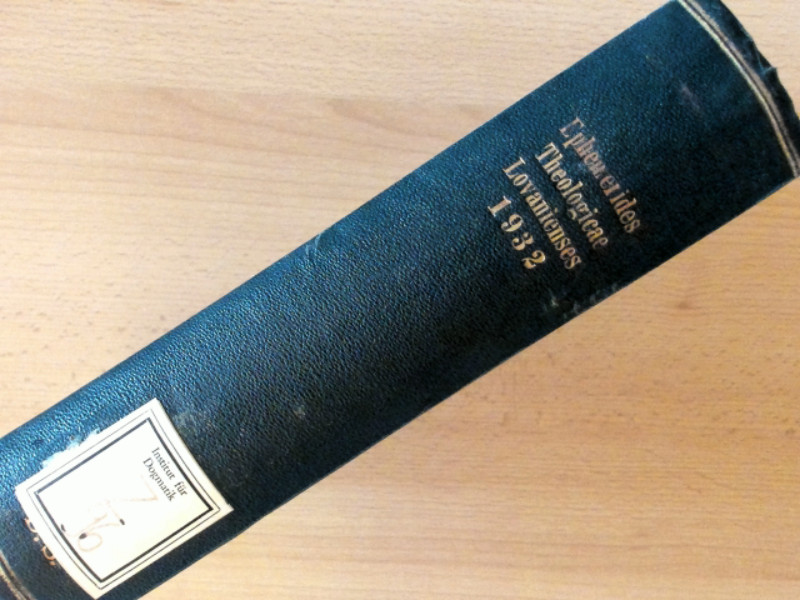 Ephemerides
Theologicae
Lovanienses
1932
Institut für
Dogmatik